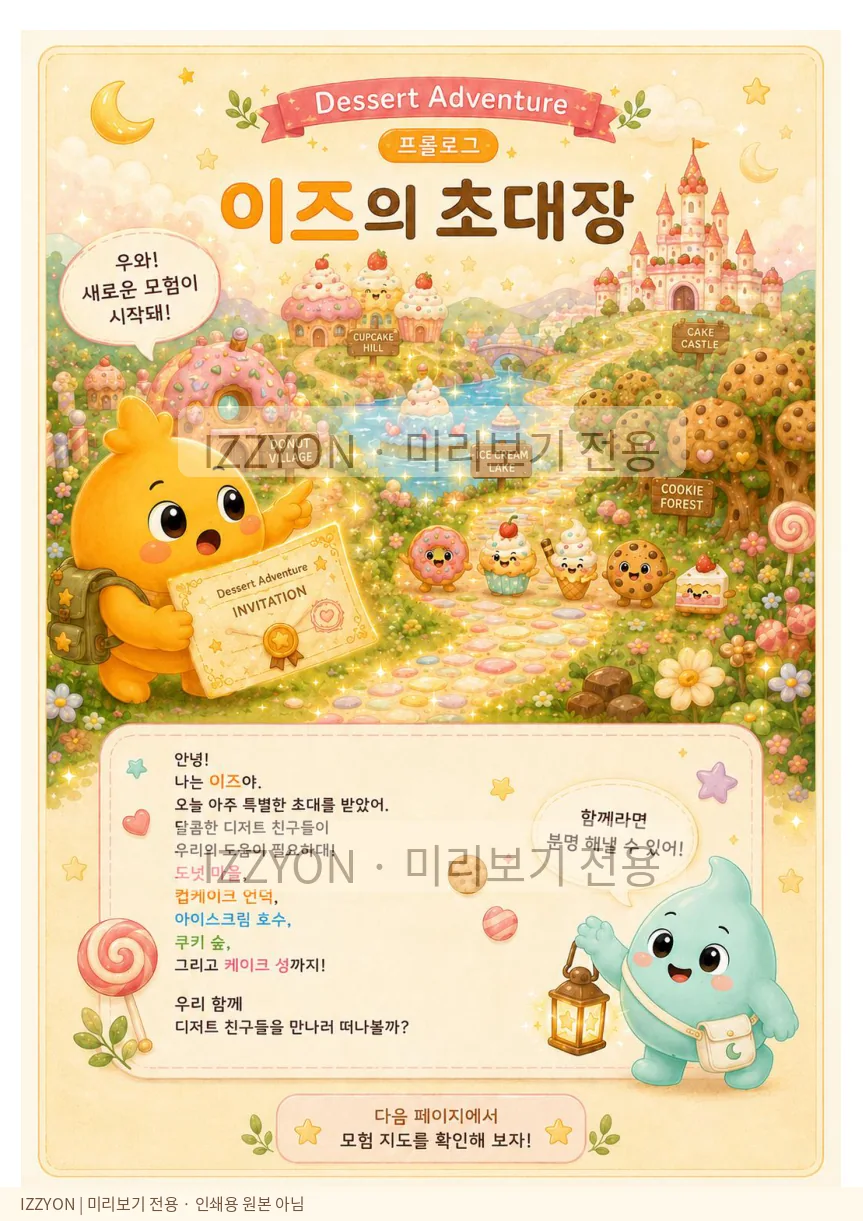 Dessert Adventure
프롤로그
이즈의 초대장
우와!
새로운 모험이
시작돼!
CUPCAKE
HILL
CAKE
CASTLE
DONUT
VILLAGE
ICE CREAM
LAKE
IZZYON · 미리보기 전용
COOKIE
FOREST
Dessert Adventure
INVITATION
안녕!
나는 이즈야.
오늘 아주 특별한 초대를 받았어.
달콤한 디저트 친구들이
우리의 도움이 필요하대!
도넛 마을,
컵케이크 언덕,
아이스크림 호수,
쿠키 숲,
그리고 케이크 성까지!
우리 함께
디저트 친구들을 만나러 떠나볼까?
함께라면
분명 해낼 수 있어!
IZZYON · 미리보기 전용
다음 페이지에서
모험 지도를 확인해 보자!
IZZYON | 미리보기 전용 · 인쇄용 원본 아님